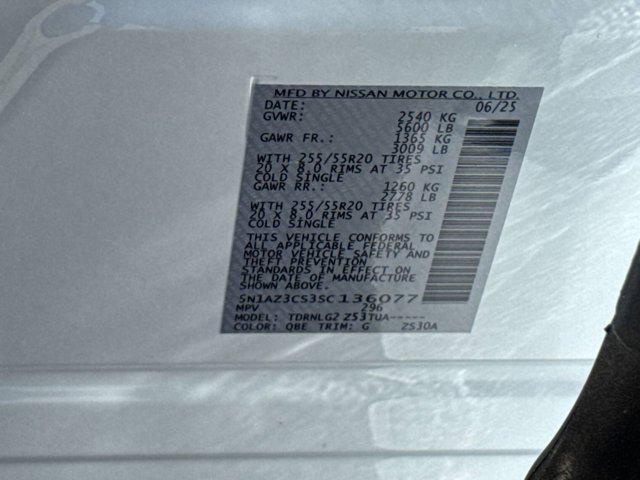 MFD BY NISSAN MOTOR CO., LTD.
DATE: 06/25
GVWR: 2540 KG
5600 LB
GAWR FR.: 1365 KG
3009 LB
WITH 255/55R20 TIRES
20 X 8.0 RIMS AT 35 PSI
COLD SINGLE
GAWR RR.: 1260 KG
2778 LB
WITH 255/55R20 TIRES
20 X 8.0 RIMS AT 35 PSI
COLD SINGLE
THIS VEHICLE CONFORMS TO
ALL APPLICABLE FEDERAL
MOTOR VEHICLE SAFETY AND
THEFT PREVENTION
STANDARDS IN EFFECT ON
THE DATE OF MANUFACTURE
SHOWN ABOVE.
5N1AZ3CS3SC136077
MPV 296
MODEL: TDRNLG2 Z53TUA-----
COLOR: QBE TRIM: G ZS30A